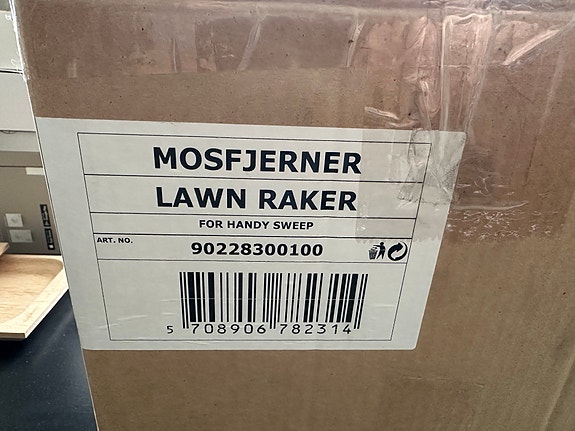 MOSFJERNER
LAWN RAKER
FOR HANDY SWEEP
ART. NO.
90228300100
5 708906 782314